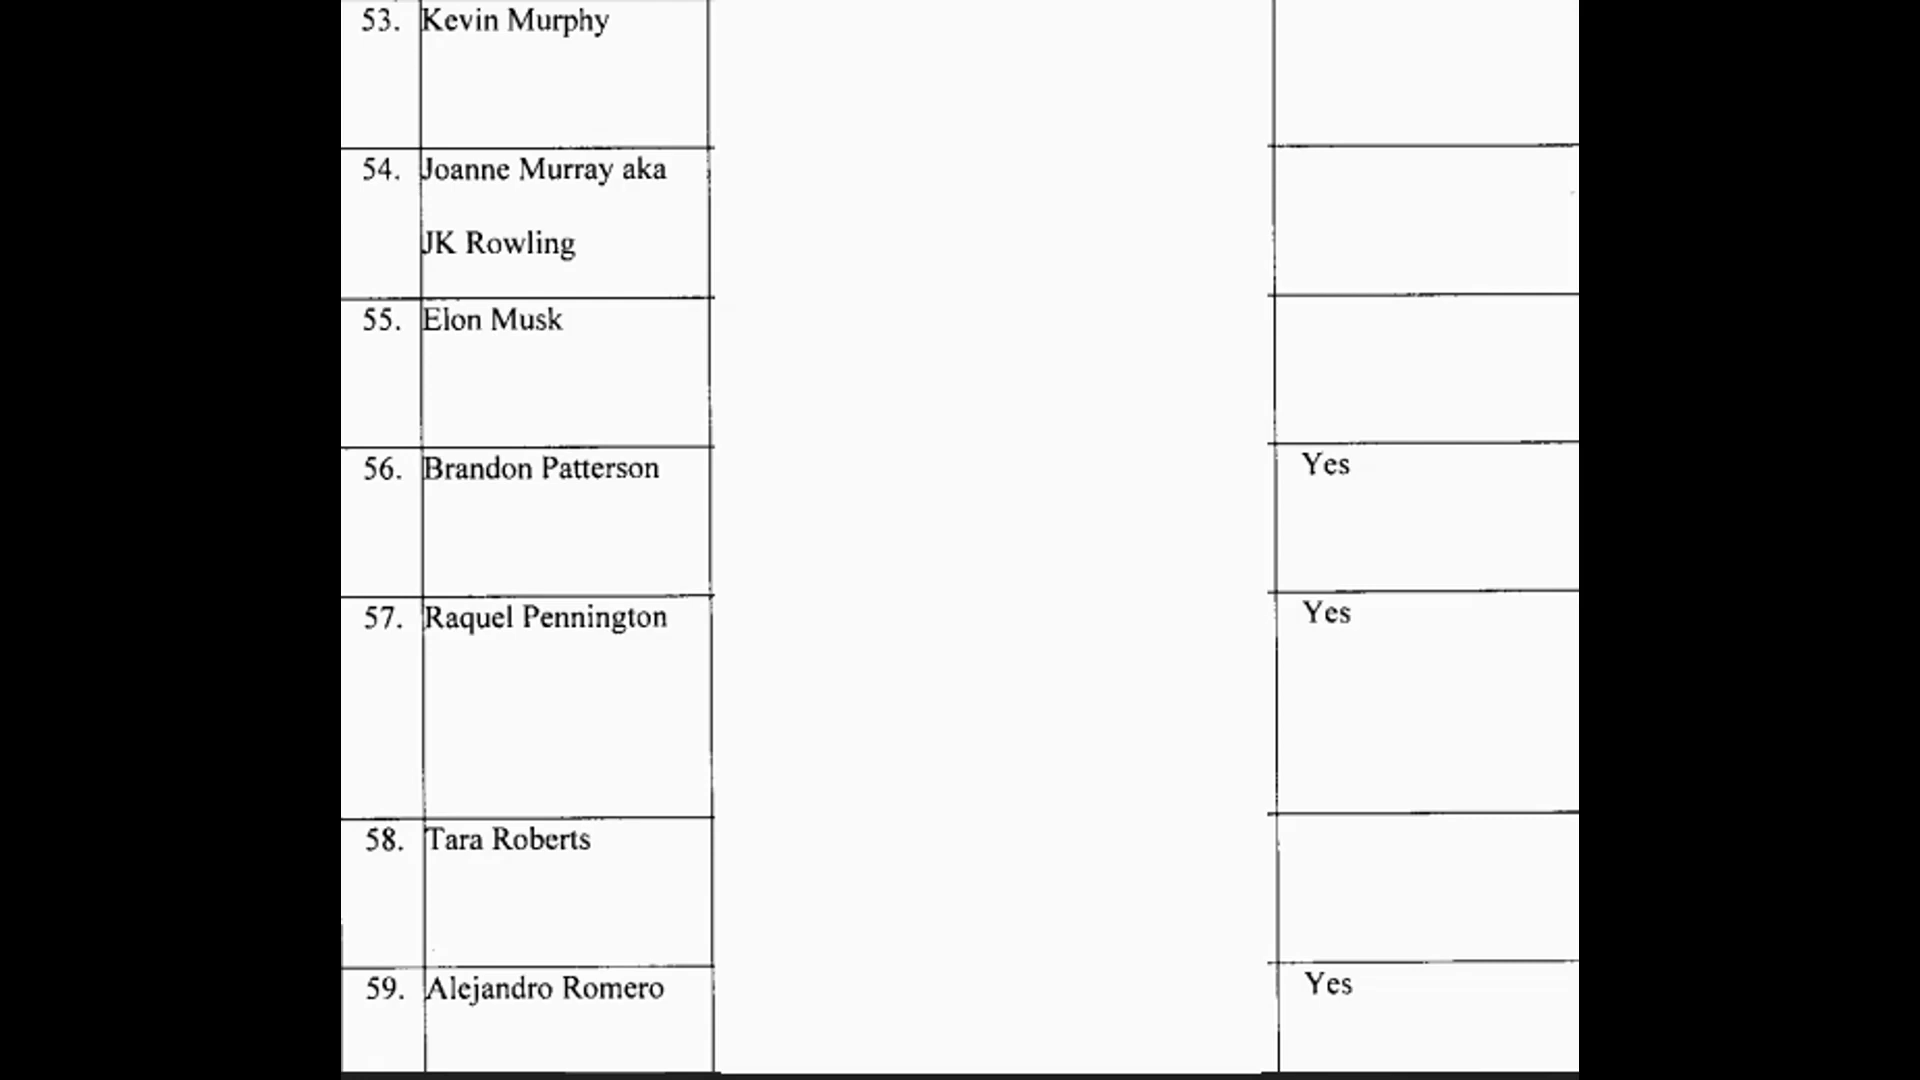 53. Kevin Murphy
54. Joanne Murray aka
JK Rowling
55. Elon Musk
56. Brandon Patterson Yes
57. Raquel Pennington Yes
58. Tara Roberts
59. Alejandro Romero Yes